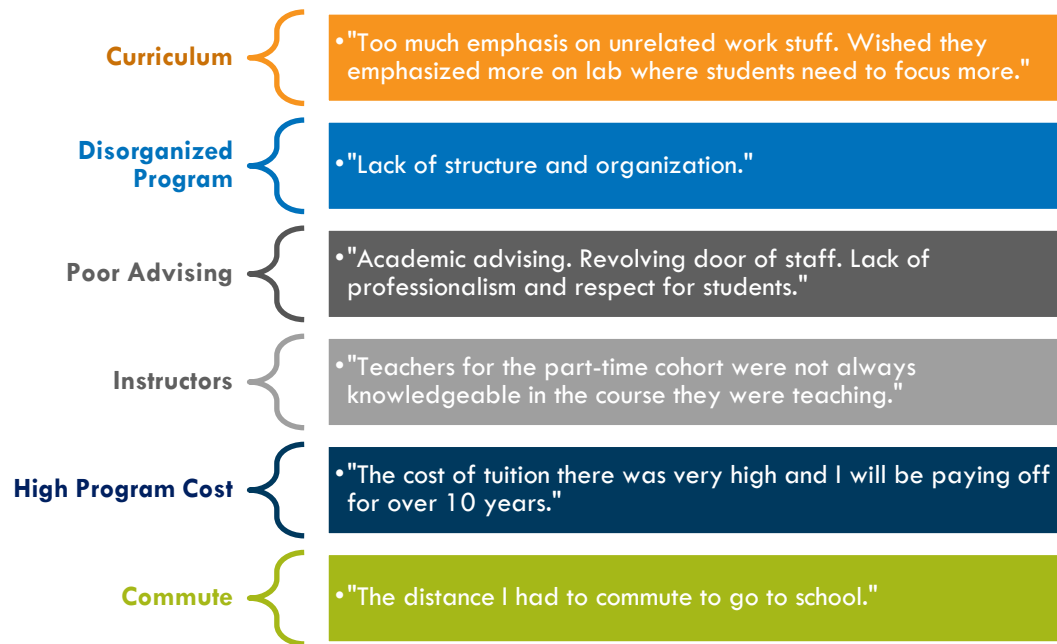 Curriculum
•"Too much emphasis on unrelated work stuff. Wished they
emphasized more on lab where students need to focus more."
Disorganized
Program
•"Lack of structure and organization."
Poor Advising
•"Academic advising. Revolving door of staff. Lack of
professionalism and respect for students."
Instructors
•"Teachers for the part-time cohort were not always
knowledgeable in the course they were teaching."
High Program Cost
•"The cost of tuition there was very high and I will be paying off
for over 10 years."
Commute
•"The distance I had to commute to go to school."